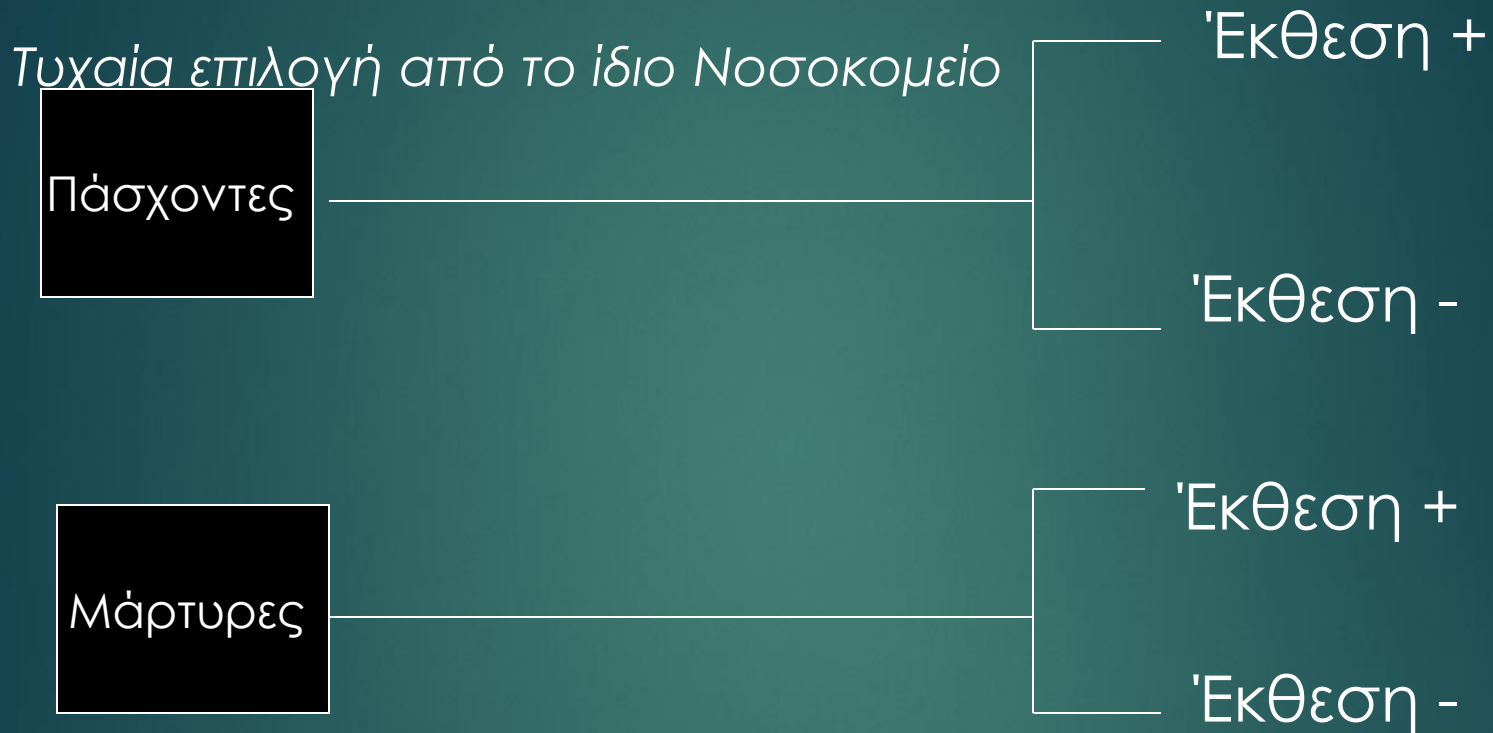 Έκθεση +
Τυχαία επιλογή από το ίδιο Νοσοκομείο
Πάσχοντες
Έκθεση -
Έκθεση +
Μάρτυρες
Έκθεση -